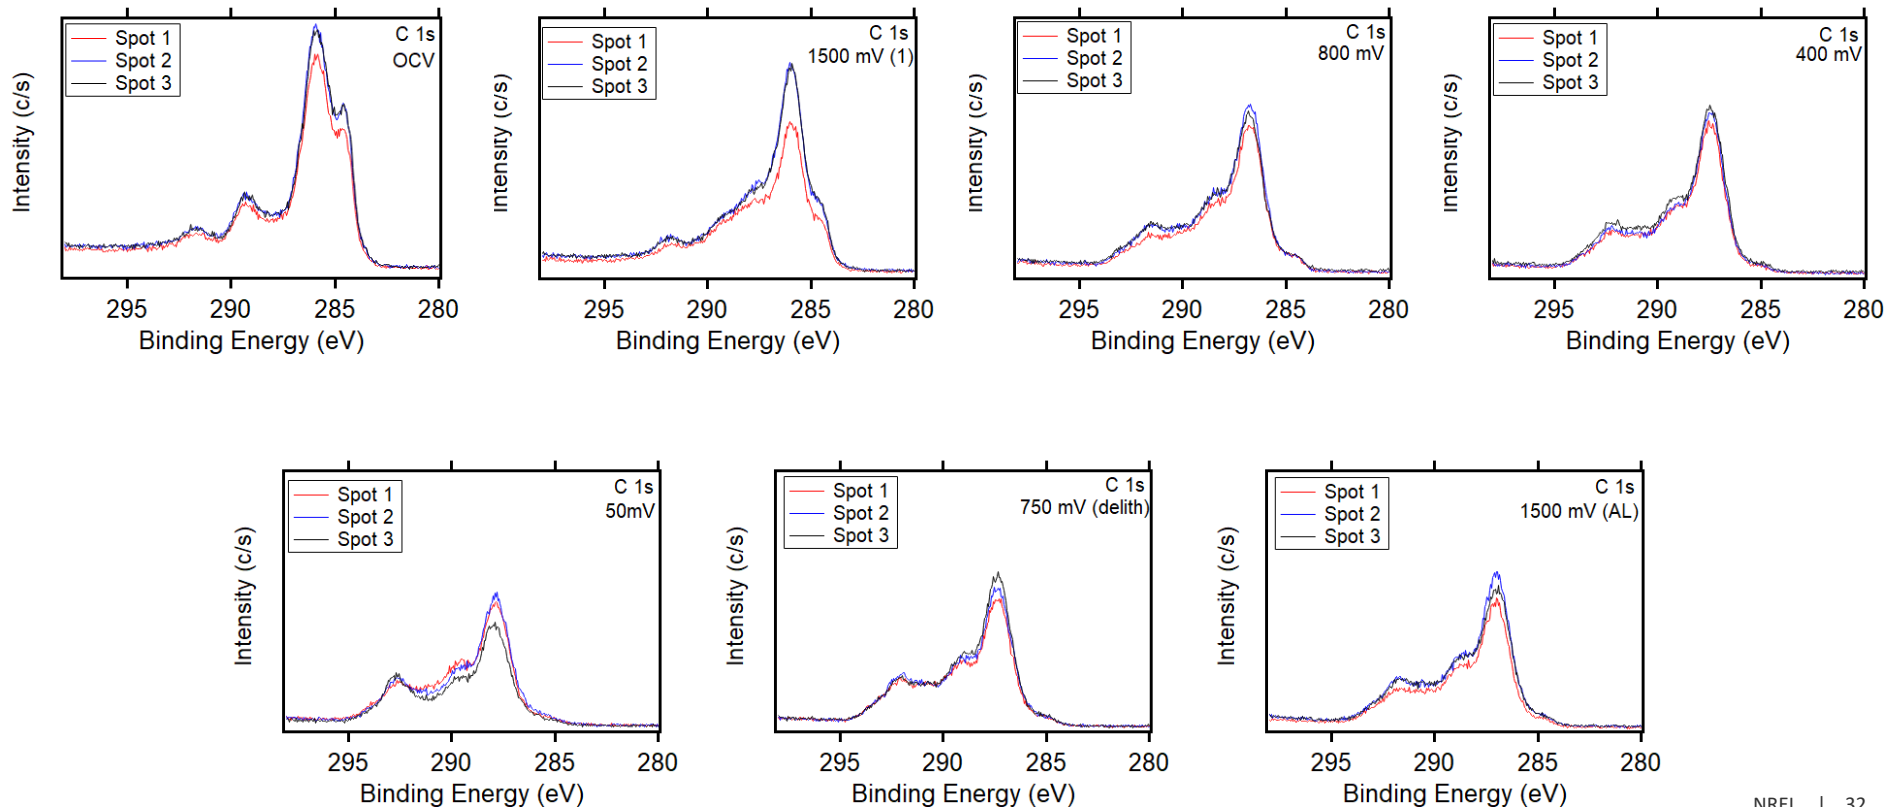 Spot 1
Spot 2
Spot 3
C 1s
OCV
Intensity (c/s)
295 290 285 280
Binding Energy (eV)
Spot 1
Spot 2
Spot 3
C 1s
1500 mV (1)
Intensity (c/s)
295 290 285 280
Binding Energy (eV)
Spot 1
Spot 2
Spot 3
C 1s
800 mV
Intensity (c/s)
295 290 285 280
Binding Energy (eV)
Spot 1
Spot 2
Spot 3
C 1s
400 mV
Intensity (c/s)
295 290 285 280
Binding Energy (eV)
Spot 1
Spot 2
Spot 3
C 1s
50mV
Intensity (c/s)
295 290 285 280
Binding Energy (eV)
Spot 1
Spot 2
Spot 3
C 1s
750 mV (delith)
Intensity (c/s)
295 290 285 280
Binding Energy (eV)
Spot 1
Spot 2
Spot 3
C 1s
1500 mV (AL)
Intensity (c/s)
295 290 285 280
Binding Energy (eV)
NREL | 32